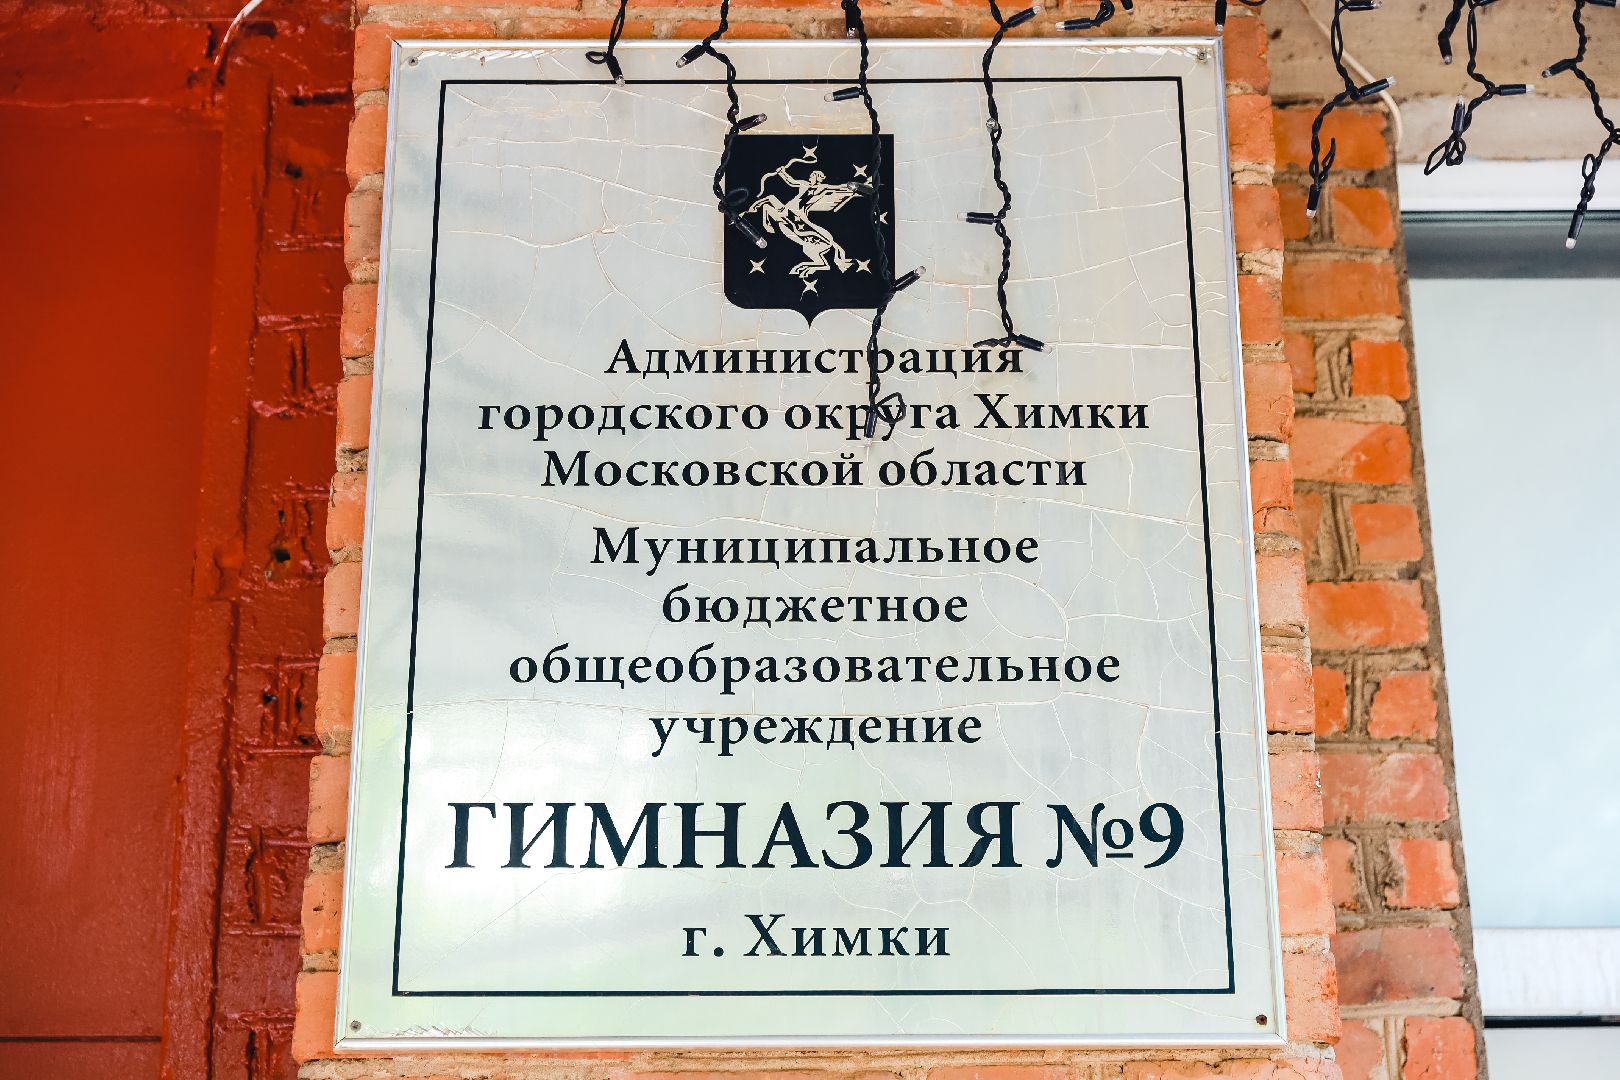 Администрация
городского округа Химки
Московской области
Муниципальное
бюджетное
общеобразовательное
учреждение
ГИМНАЗИЯ №9
г. Химки